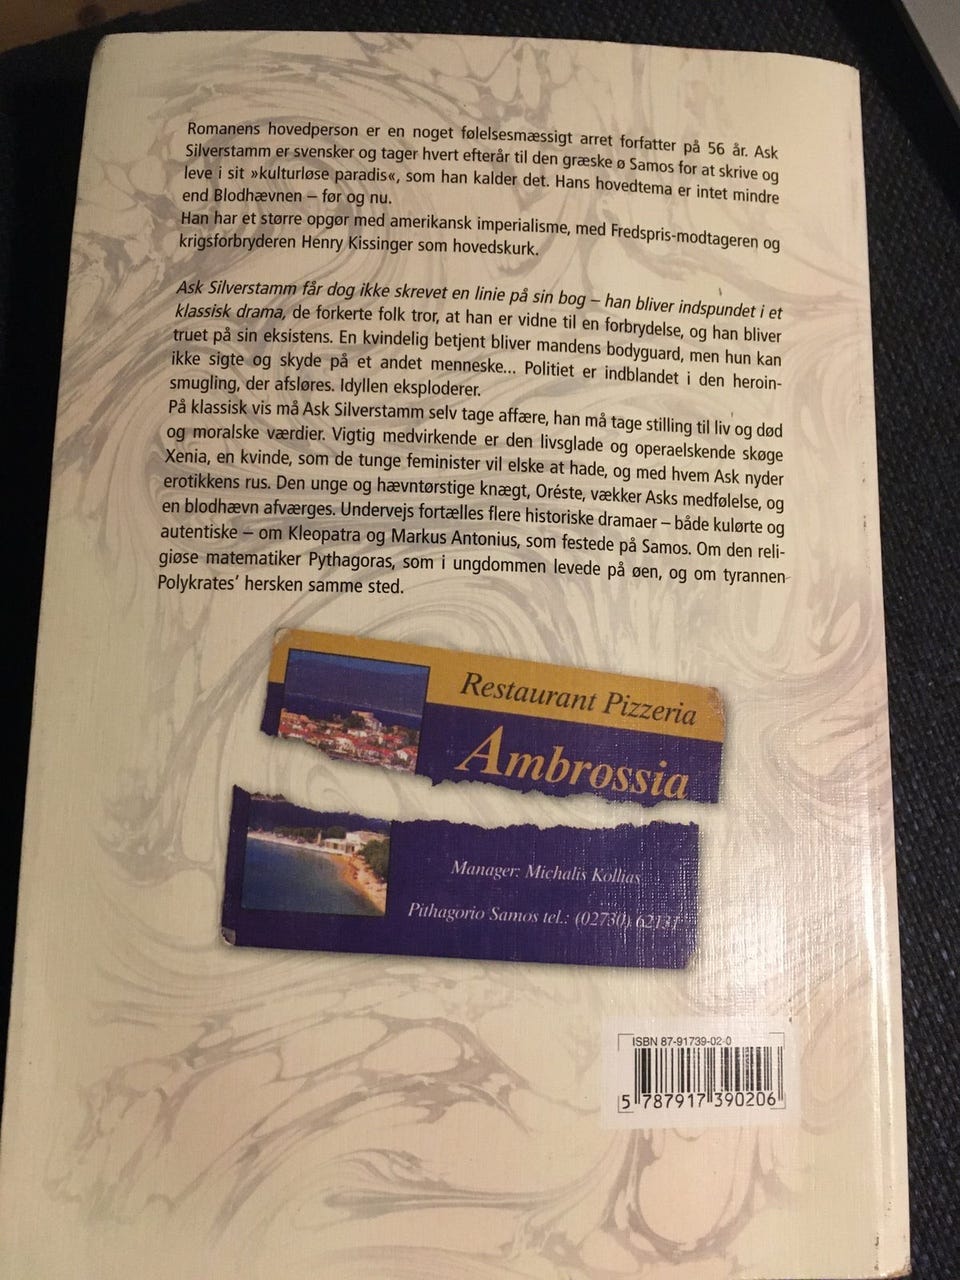 Romanens hovedperson er en noget følelsesmæssigt arret forfatter på 56 år. Ask
Silverstamm er svensker og tager hvert efterår til den græske ø Samos for at skrive og
leve i sit »kulturløse paradis«, som han kalder det. Hans hovedtema er intet mindre
end Blodhævnen – før og nu.
Han har et større opgør med amerikansk imperialisme, med Fredspris-modtageren og
krigsforbryderen Henry Kissinger som hovedskurk.
Ask Silverstamm får dog ikke skrevet en linie på sin bog – han bliver indspundet i et
klassisk drama, de forkerte folk tror, at han er vidne til en forbrydelse, og han bliver
truet på sin eksistens. En kvindelig betjent bliver mandens bodyguard, men hun kan
ikke sigte og skyde på et andet menneske... Politiet er indblandet i den heroin-
smugling, der afsløres. Idyllen eksploderer.
På klassisk vis må Ask Silverstamm selv tage affære, han må tage stilling til liv og død
og moralske værdier. Vigtig medvirkende er den livsglade og operaelskende skøge
Xenia, en kvinde, som de tunge feminister vil elske at hade, og med hvem Ask nyder
erotikkens rus. Den unge og hævntørstige knægt, Oréste, vækker Asks medfølelse, og
en blodhævn afværges. Undervejs fortælles flere historiske dramaer – både kulørte og
autentiske – om Kleopatra og Markus Antonius, som festede på Samos. Om den reli-
giøse matematiker Pythagoras, som i ungdommen levede på øen, og om tyrannen
Polykrates’ hersken samme sted.
Restaurant Pizzeria
Ambrossia
Manager: Michalis Kollias
Pithagorio Samos tel.: (02730) 62131
ISBN 87-91739-02-0
5 787917 390206